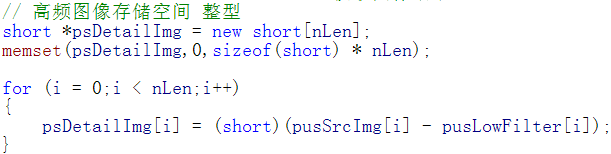 // 高频图像存储空间 整型
short *psDetailImg = new short[nLen];
memset(psDetailImg,0,sizeof(short) * nLen);
for (i = 0;i < nLen;i++)
{
psDetailImg[i] = (short)(pusSrcImg[i] - pusLowFilter[i]);
}